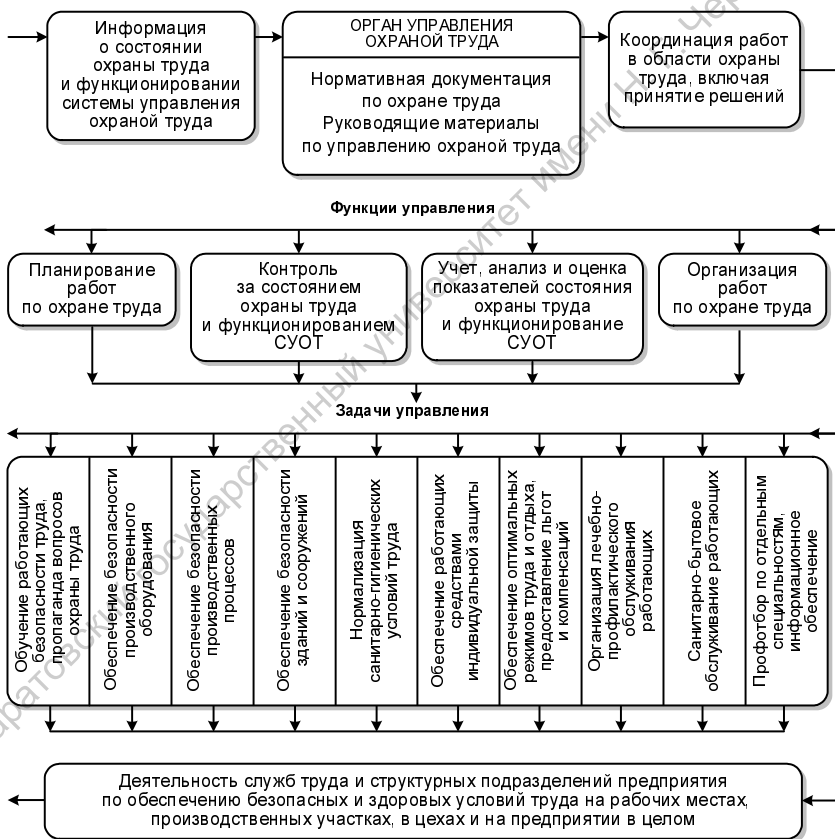 Информация
о состоянии
охраны труда
и функционировании
системы управления
охраной труда
ОРГАН УПРАВЛЕНИЯ
ОХРАНОЙ ТРУДА
Нормативная документация
по охране труда
Руководящие материалы
по управлению охраной труда
Координация работ
в области охраны
труда, включая
принятие решений
Функции управления
Планирование
работ
по охране труда
Контроль
за состоянием
охраны труда
и функционированием
СУОТ
Учет, анализ и оценка
показателей состояния
охраны труда
и функционирование
СУОТ
Организация
работ
по охране труда
Задачи управления
Обучение работающих
безопасности труда,
пропаганда вопросов
охраны труда
Обеспечение безопасности
производственного
оборудования
Обеспечение безопасности
производственных
процессов
Обеспечение безопасности
зданий и сооружений
Нормализация
санитарно-гигиенических
условий труда
Обеспечение работающих
средствами
индивидуальной защиты
Обеспечение оптимальных
режимов труда и отдыха,
предоставление льгот
и компенсаций
Организация лечебно-
профилактического
обслуживания
работающих
Санитарно-бытовое
обслуживание работающих
Профотбор по отдельным
специальностям,
информационное
обеспечение
Деятельность служб труда и структурных подразделений предприятия
по обеспечению безопасных и здоровых условий труда на рабочих местах,
производственных участках, в цехах и на предприятии в целом
государственный университет имени Н. Г.